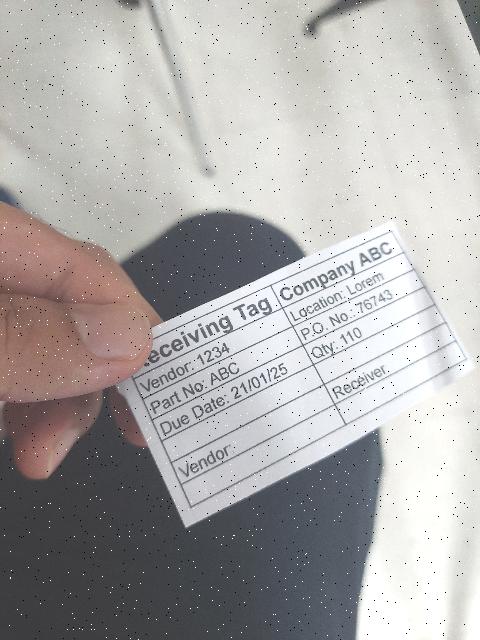 Receiving Tag Company ABC
Vendor: 1234 Location: Lorem
Part No: ABC P.O. No.:76743
Due Date: 21/01/25 Qty: 110
Vendor Receiver